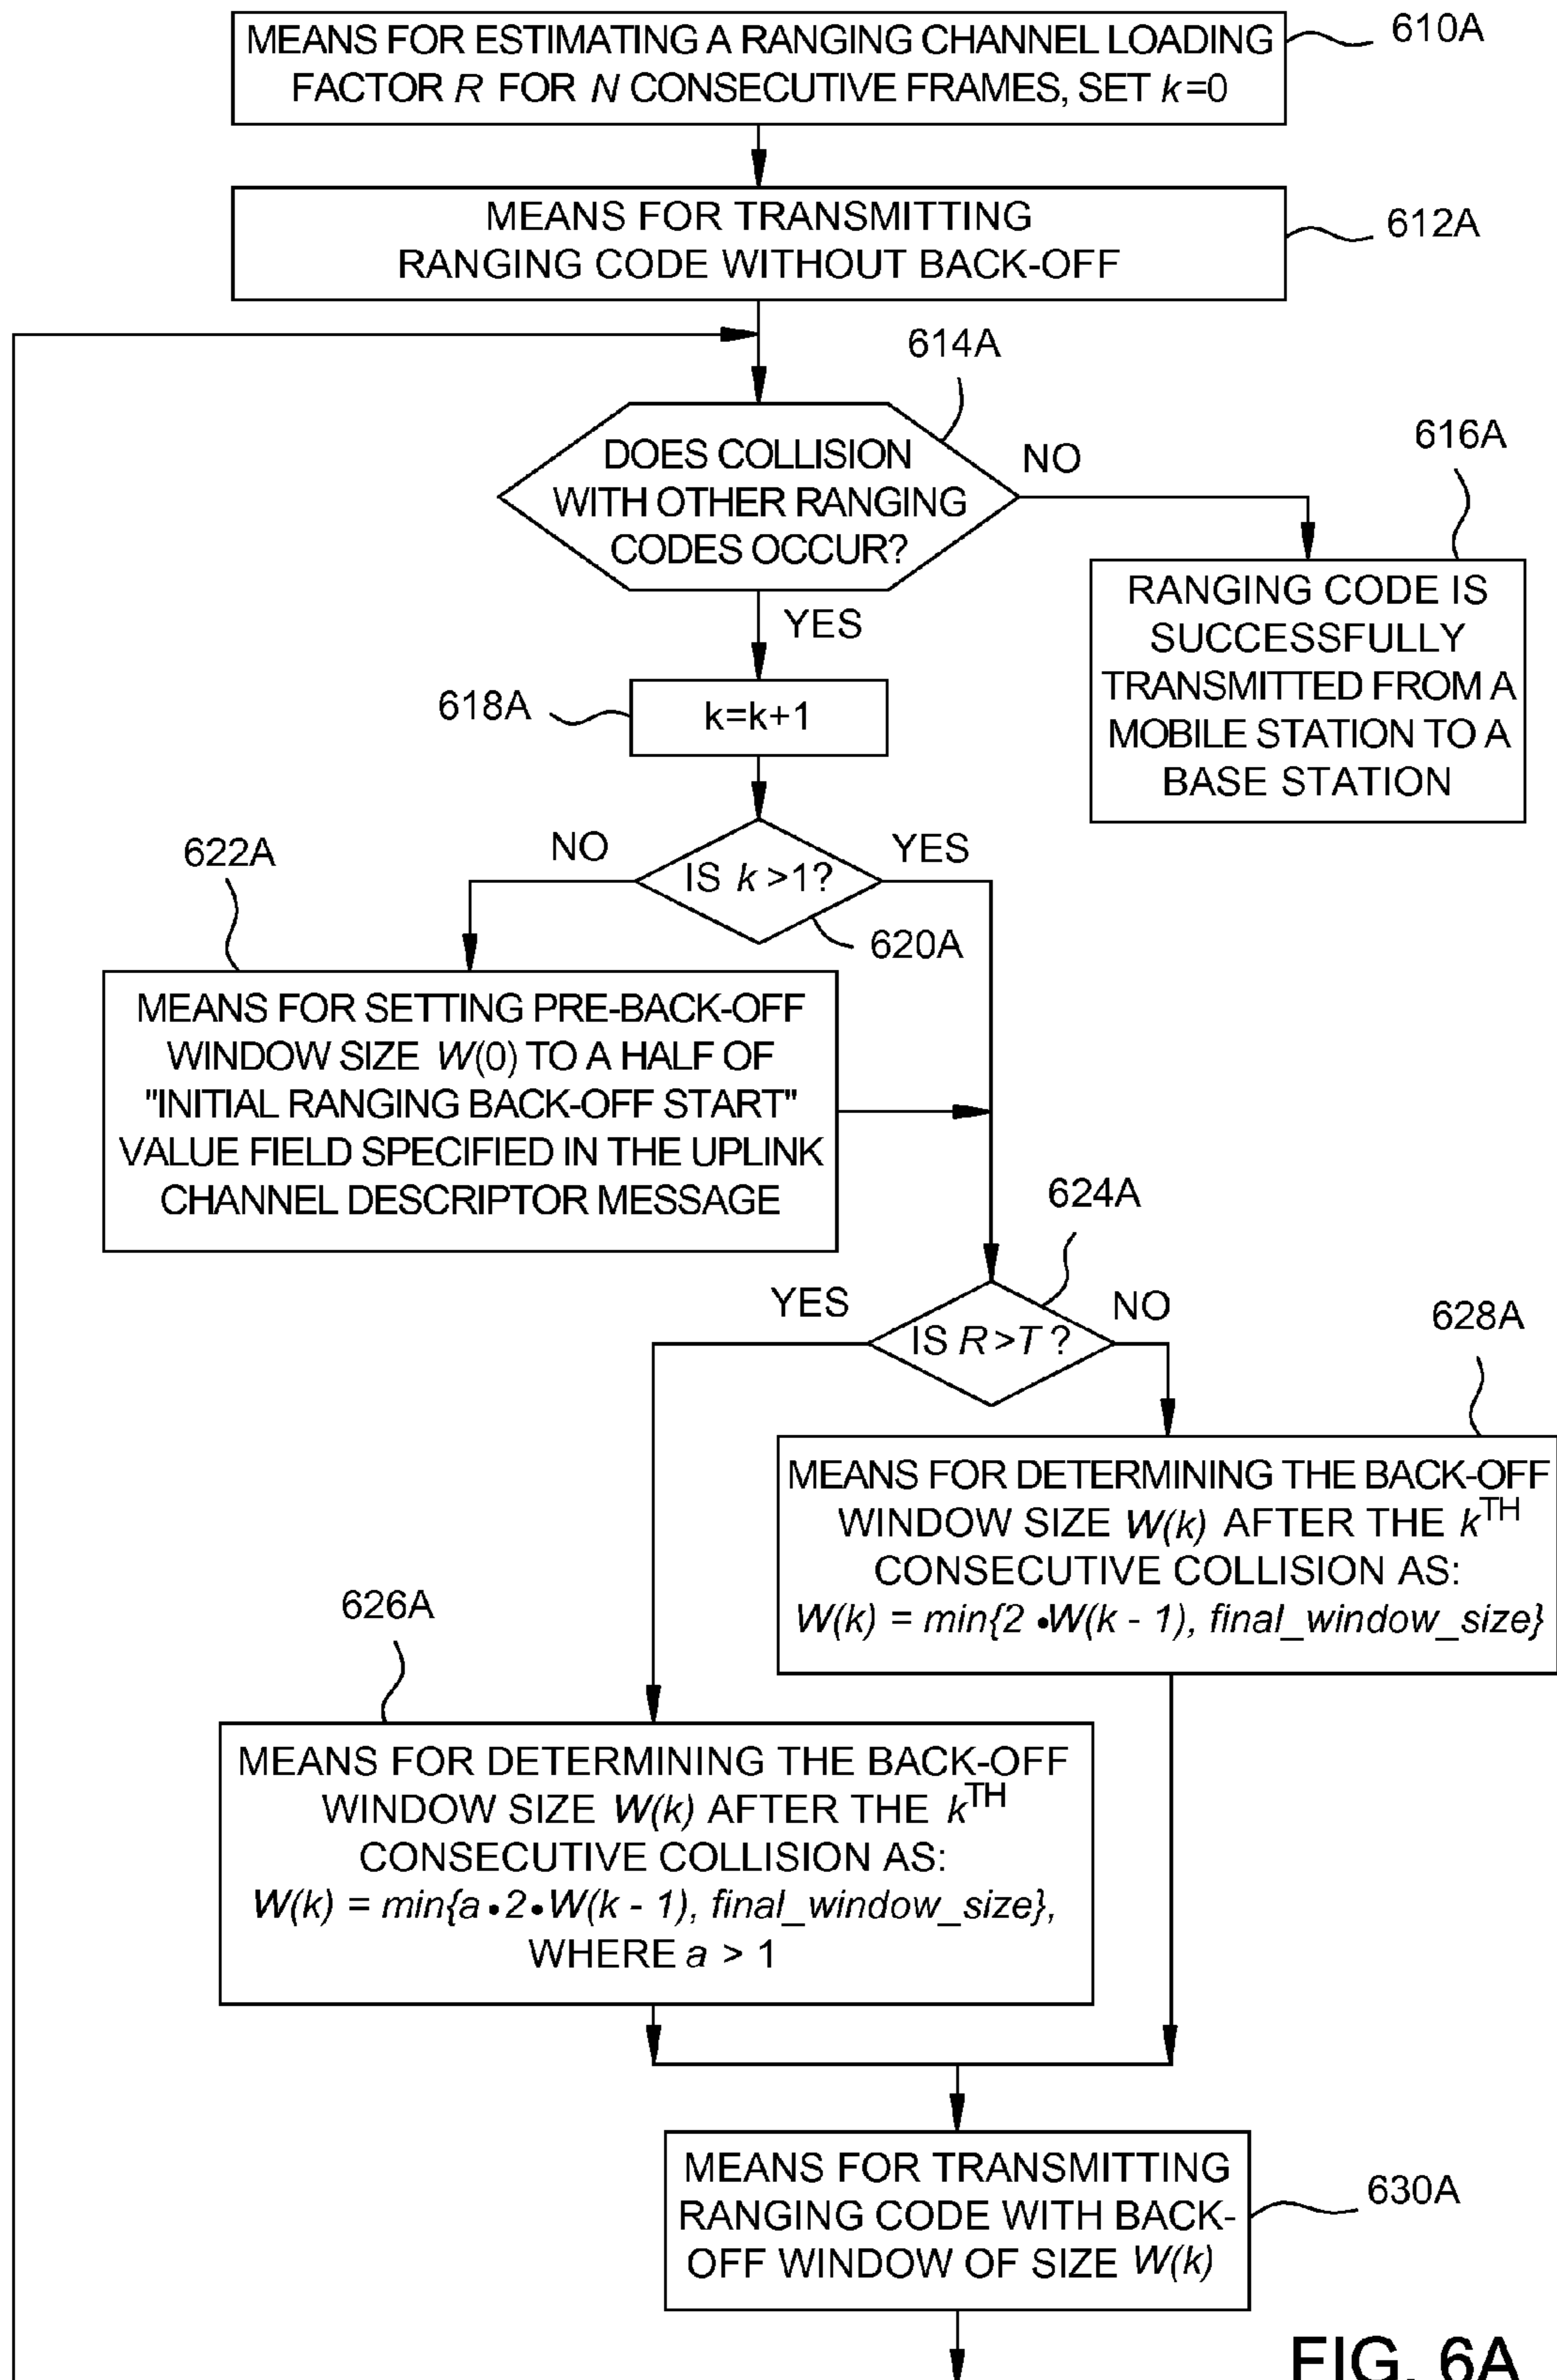 MEANS FOR ESTIMATING A RANGING CHANNEL LOADING
FACTOR R FOR N CONSECUTIVE FRAMES, SET k=0
610A
MEANS FOR TRANSMITTING
RANGING CODE WITHOUT BACK-OFF
612A
614A
DOES COLLISION
WITH OTHER RANGING
CODES OCCUR?
NO
616A
RANGING CODE IS
SUCCESSFULLY
TRANSMITTED FROM A
MOBILE STATION TO A
BASE STATION
YES
618A
k=k+1
622A
NO
IS k >1?
YES
620A
MEANS FOR SETTING PRE-BACK-OFF
WINDOW SIZE W(0) TO A HALF OF
"INITIAL RANGING BACK-OFF START"
VALUE FIELD SPECIFIED IN THE UPLINK
CHANNEL DESCRIPTOR MESSAGE
624A
YES
IS R>T ?
NO
628A
MEANS FOR DETERMINING THE BACK-OFF
WINDOW SIZE W(k) AFTER THE kTH
CONSECUTIVE COLLISION AS:
W(k) = min{2 •W(k - 1), final_window_size}
626A
MEANS FOR DETERMINING THE BACK-OFF
WINDOW SIZE W(k) AFTER THE kTH
CONSECUTIVE COLLISION AS:
W(k) = min{a•2•W(k - 1), final_window_size},
WHERE a > 1
MEANS FOR TRANSMITTING
RANGING CODE WITH BACK-
OFF WINDOW OF SIZE W(k)
630A
FIG. 6A